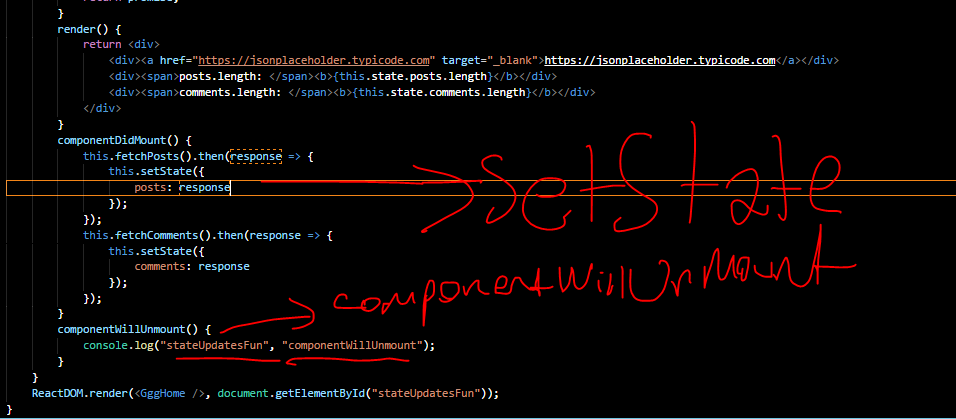 return promise;
}
render() {
return <div>
<div><a href="https://jsonplaceholder.typicode.com" target="_blank">https://jsonplaceholder.typicode.com</a></div>
<div><span>posts.length: </span><b>{this.state.posts.length}</b></div>
<div><span>comments.length: </span><b>{this.state.comments.length}</b></div>
</div>
}
componentDidMount() {
this.fetchPosts().then(response => {
this.setState({
posts: response
});
});
setState
this.fetchComments().then(response => {
this.setState({
comments: response
});
});
}
componentWillUnMount
componentWillUnmount() {
console.log("stateUpdatesFun", "componentWillUnmount");
}
}
ReactDOM.render(<GggHome />, document.getElementById("stateUpdatesFun"));
}